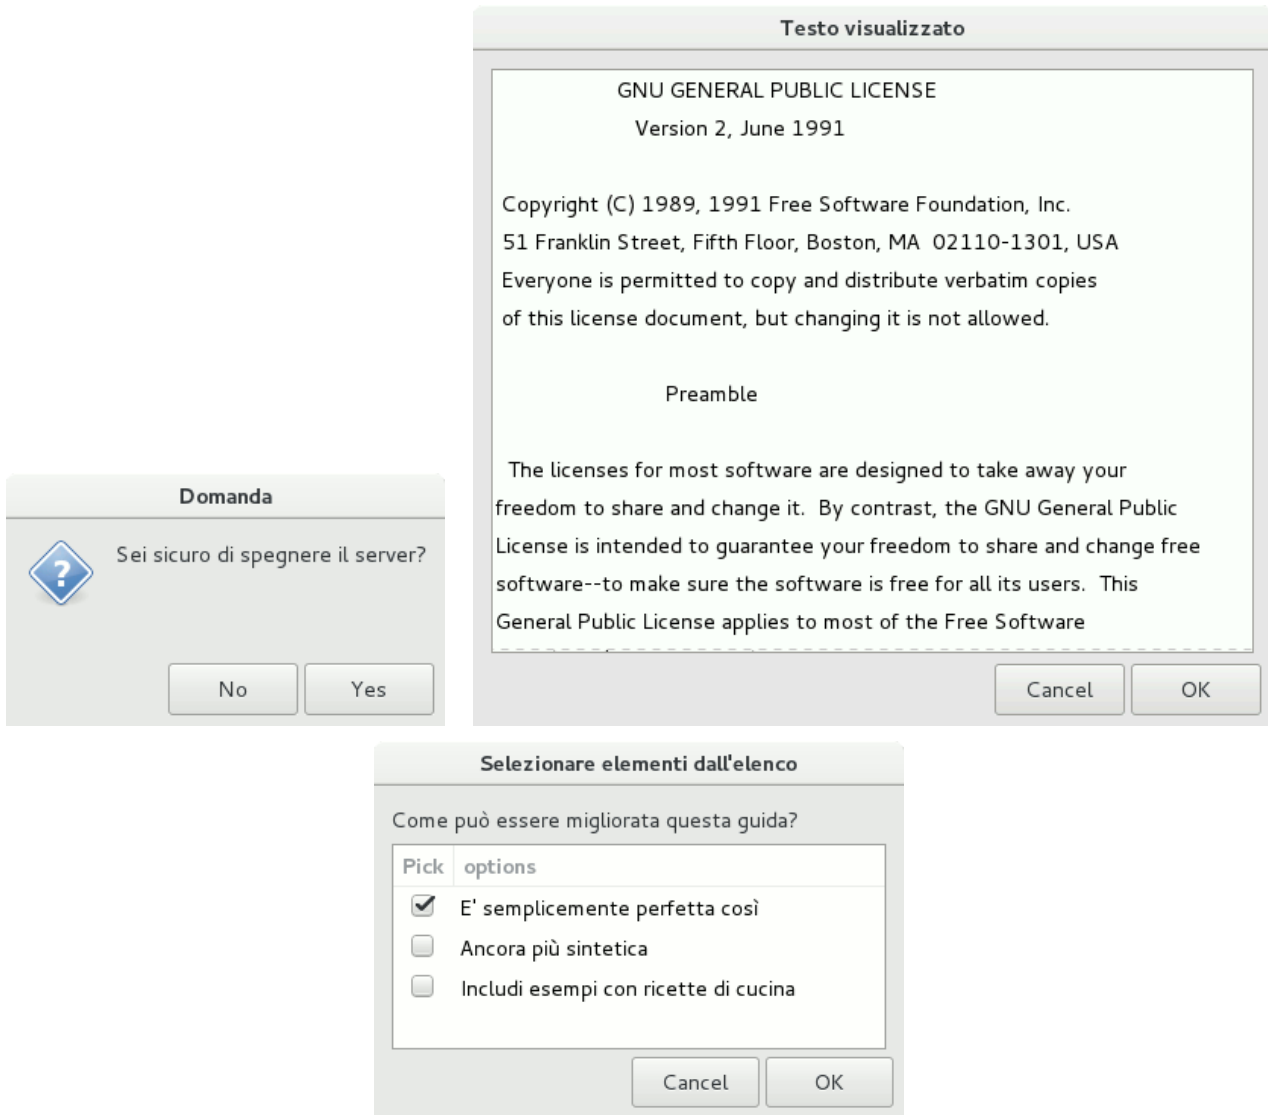 Testo visualizzato
GNU GENERAL PUBLIC LICENSE
Version 2, June 1991
Copyright (C) 1989, 1991 Free Software Foundation, Inc.
51 Franklin Street, Fifth Floor, Boston, MA  02110-1301, USA
Everyone is permitted to copy and distribute verbatim copies
of this license document, but changing it is not allowed.
Preamble
The licenses for most software are designed to take away your
freedom to share and change it.  By contrast, the GNU General Public
License is intended to guarantee your freedom to share and change free
software--to make sure the software is free for all its users.  This
General Public License applies to most of the Free Software
Cancel OK
Domanda
Sei sicuro di spegnere il server?
No Yes
Selezionare elementi dall'elenco
Come può essere migliorata questa guida?
Pick options
E' semplicemente perfetta così
Ancora più sintetica
Includi esempi con ricette di cucina
Cancel OK